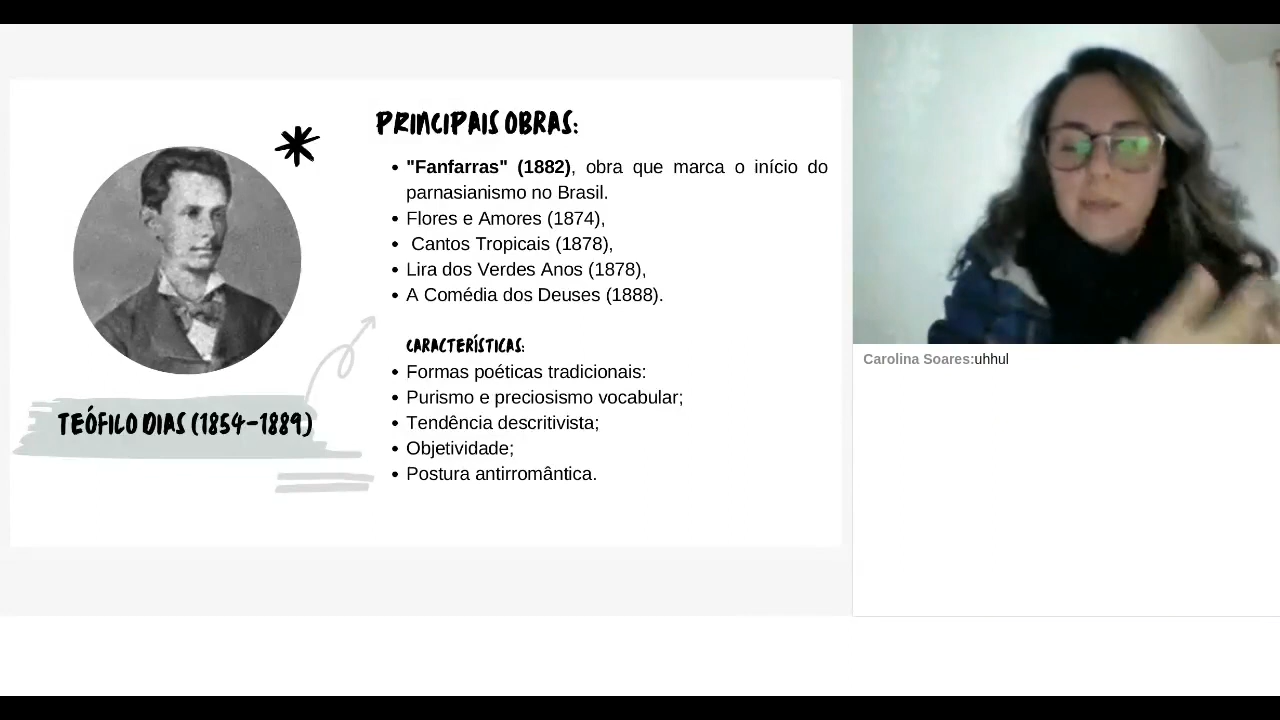 PRINCIPAIS OBRAS:
• "Fanfarras" (1882), obra que marca o início do
parnasianismo no Brasil.
• Flores e Amores (1874),
• Cantos Tropicais (1878),
• Lira dos Verdes Anos (1878),
• A Comédia dos Deuses (1888).
CARACTERÍSTICAS:
• Formas poéticas tradicionais:
• Purismo e preciosismo vocabular;
• Tendência descritivista;
• Objetividade;
• Postura antirromântica.
TEÓFILO DIAS (1854-1889)
Carolina Soares:uhhul